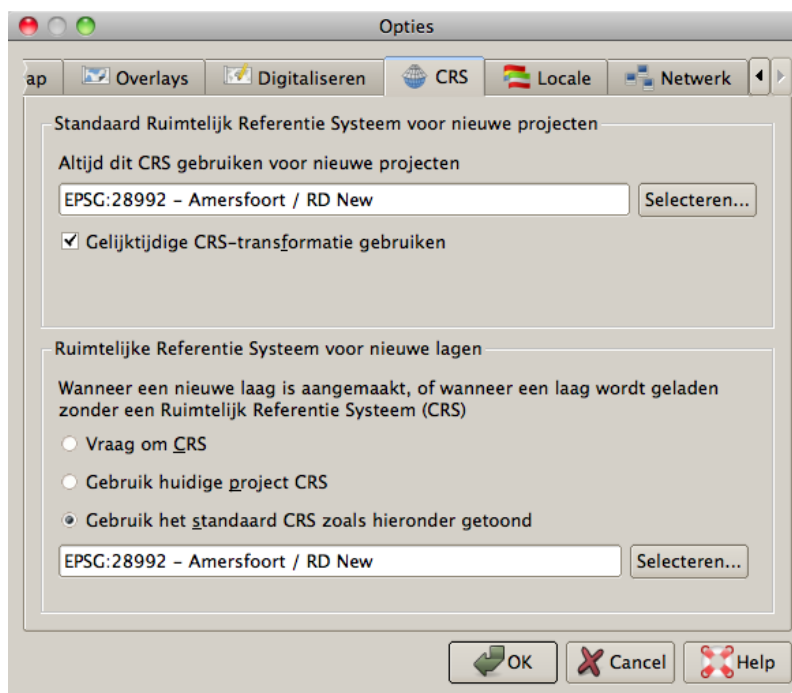 Opties
ap Overlays Digitaliseren CRS Locale Netwerk
Standaard Ruimtelijk Referentie Systeem voor nieuwe projecten
Altijd dit CRS gebruiken voor nieuwe projecten
EPSG:28992 – Amersfoort / RD New Selecteren...
Gelijktijdige CRS-transformatie gebruiken
Ruimtelijke Referentie Systeem voor nieuwe lagen
Wanneer een nieuwe laag is aangemaakt, of wanneer een laag wordt geladen
zonder een Ruimtelijk Referentie Systeem (CRS)
Vraag om CRS
Gebruik huidige project CRS
Gebruik het standaard CRS zoals hieronder getoond
EPSG:28992 – Amersfoort / RD New Selecteren...
OK Cancel Help